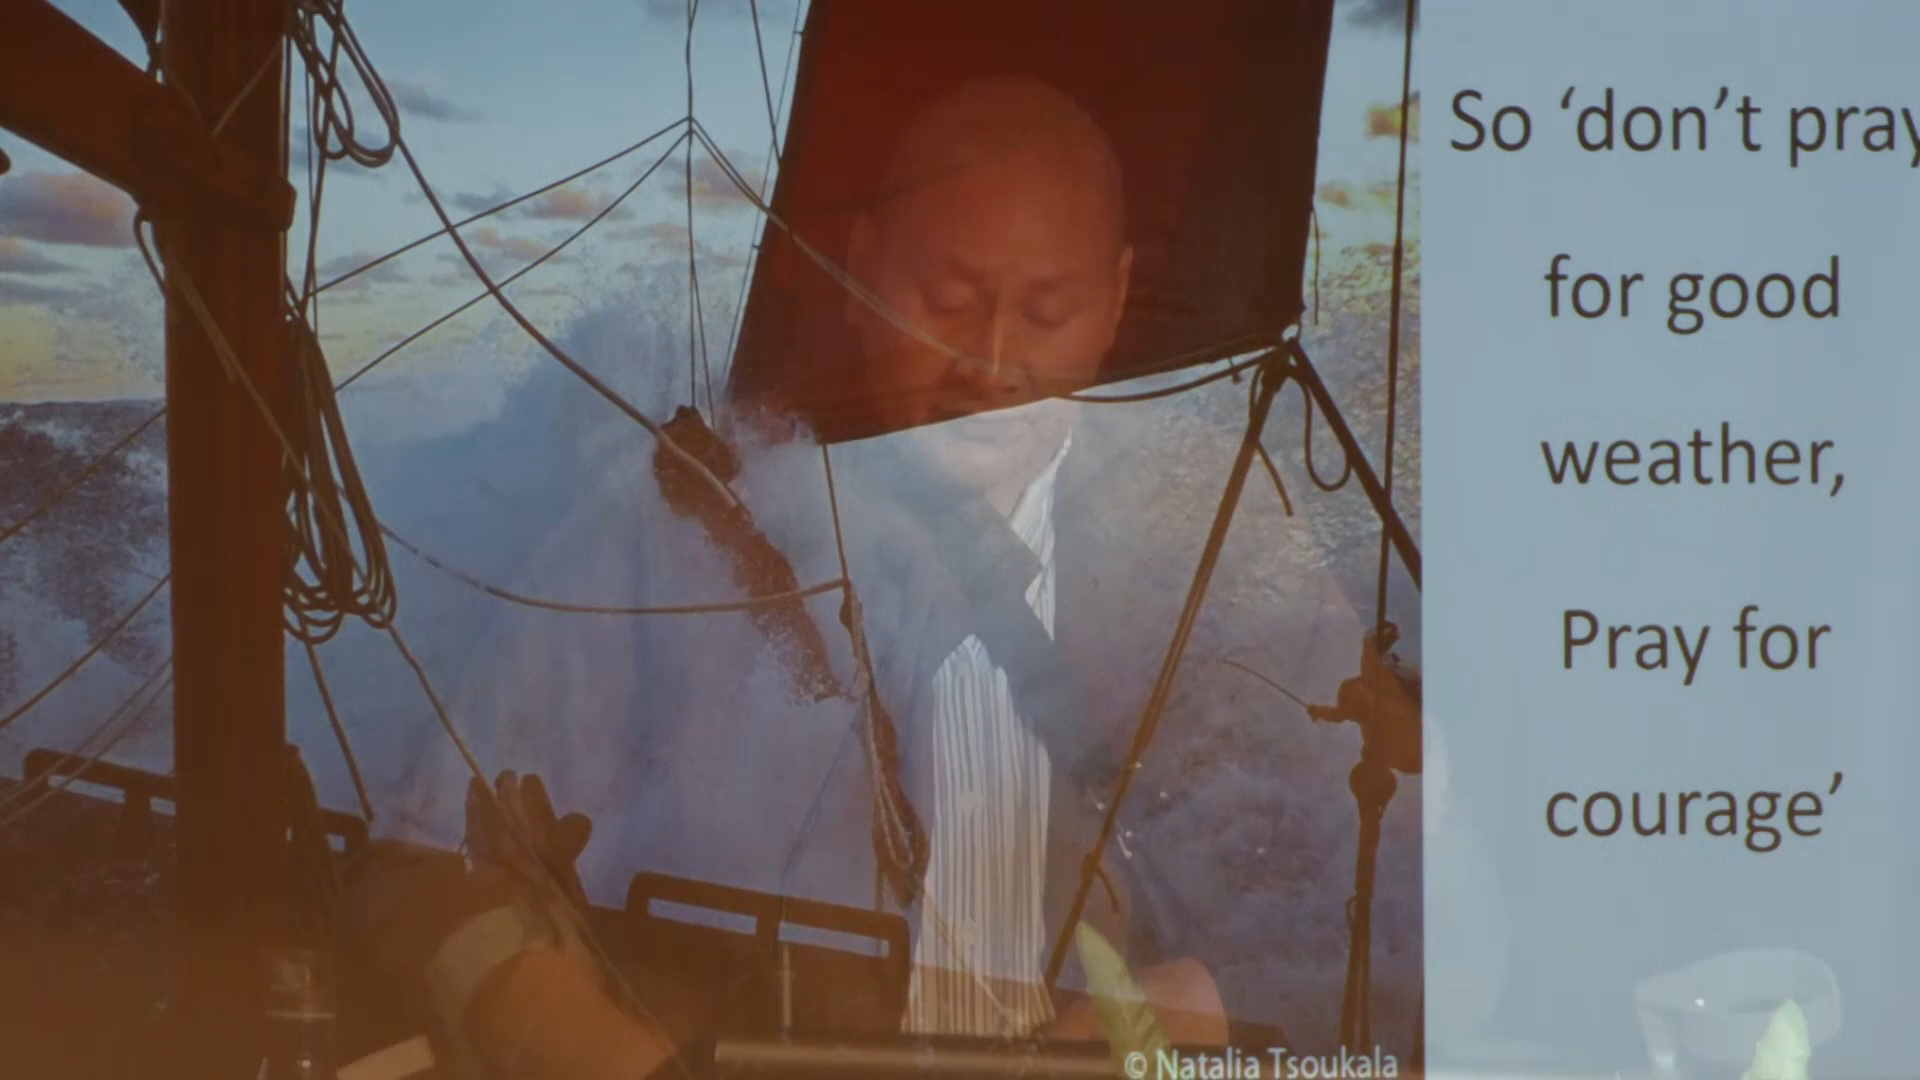 So ‘don’t pray
for good
weather,
Pray for
courage’
© Natalia Tsoukala